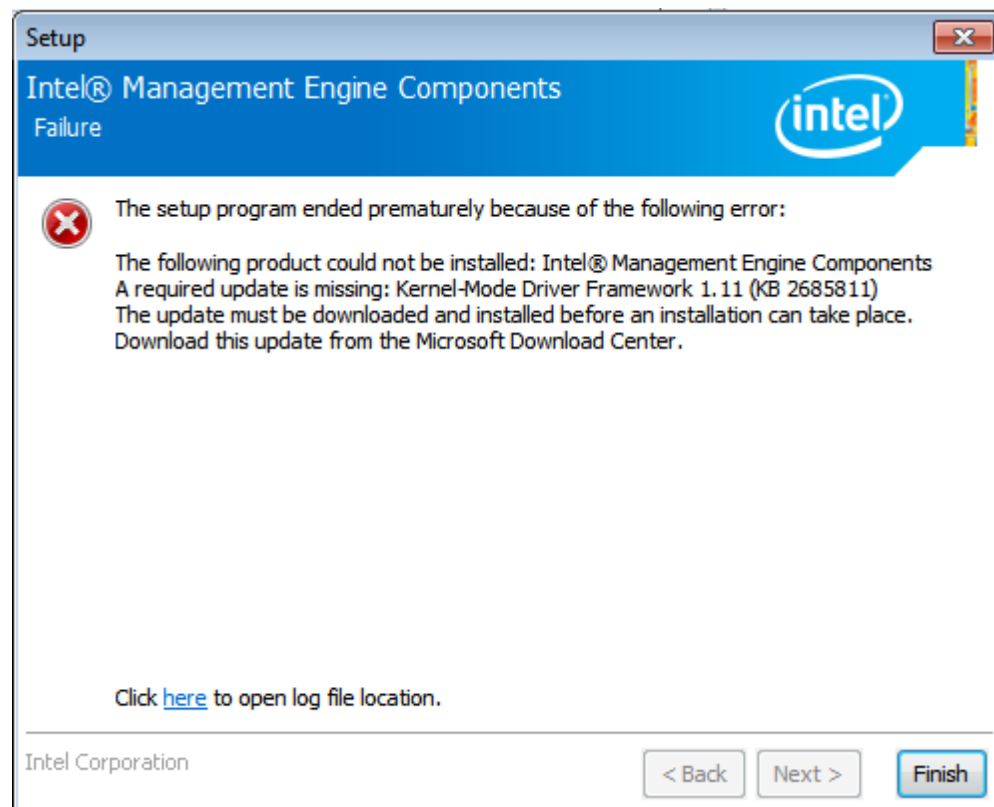 Setup
Intel® Management Engine Components
Failure
intel
The setup program ended prematurely because of the following error:
The following product could not be installed: Intel® Management Engine Components
A required update is missing: Kernel-Mode Driver Framework 1.11 (KB 2685811)
The update must be downloaded and installed before an installation can take place.
Download this update from the Microsoft Download Center.
Click here to open log file location.
Intel Corporation
< Back
Next >
Finish